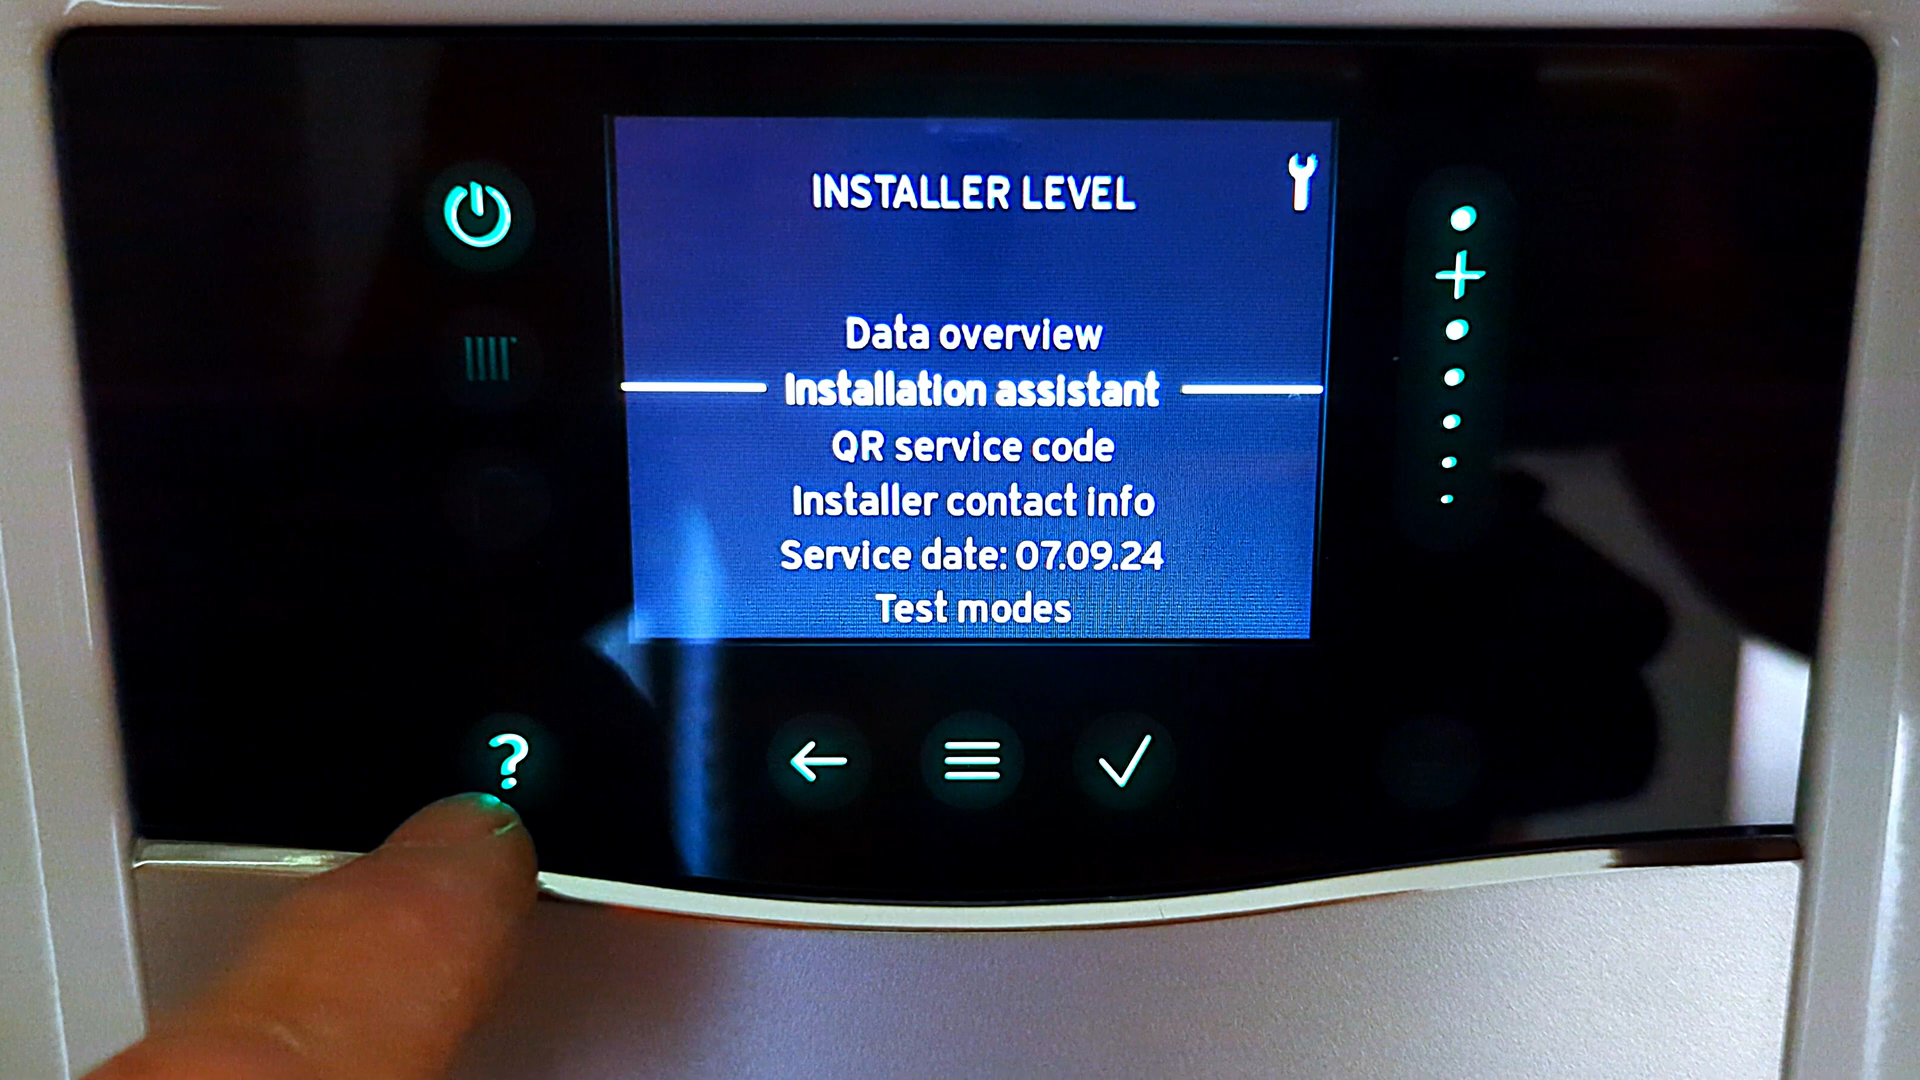 INSTALLER LEVEL
Data overview
Installation assistant
QR service code
Installer contact info
Service date: 07.09.24
Test modes
?